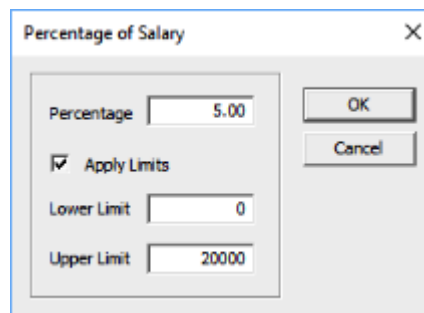 Percentage of Salary
Percentage 5.00
Apply Limits
Lower Limit 0
Upper Limit 20000
OK
Cancel